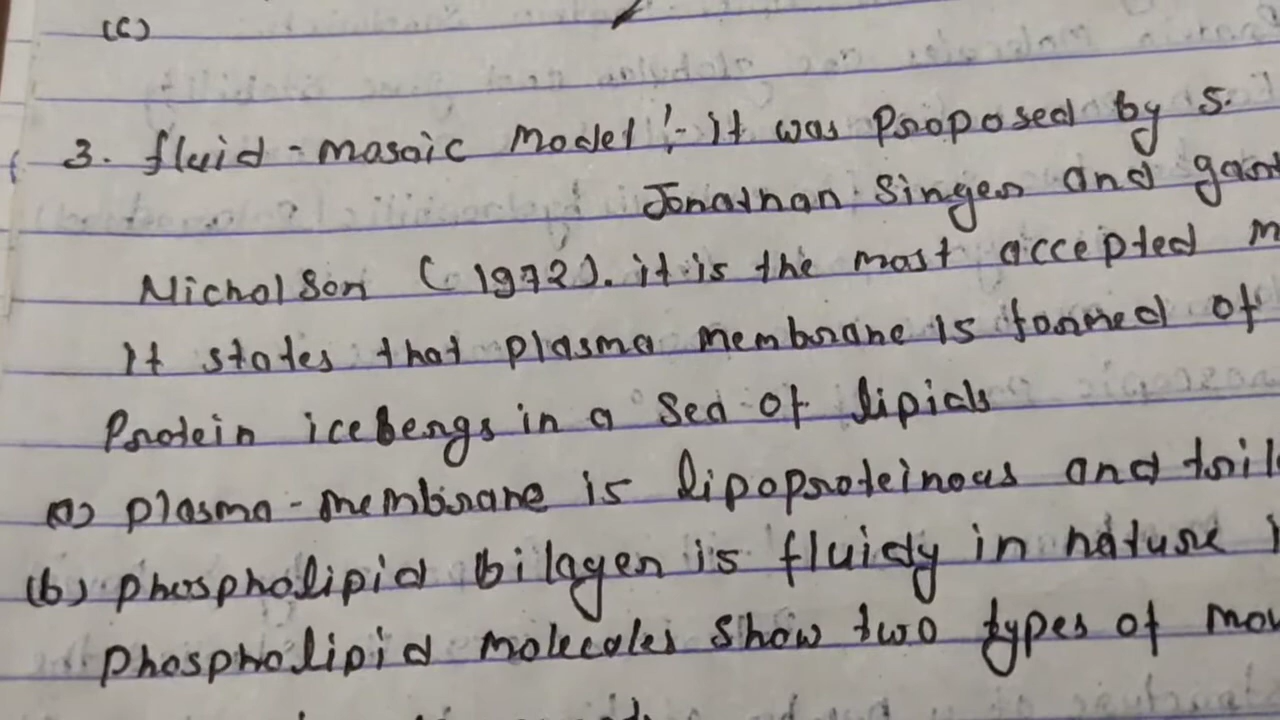 (c)
3. fluid - mosaic model :- it was proposed by S.
Jonathan Singer and
Nicholson (1972). it is the most accepted
It states that plasma membrane is formed of
Protein icebergs in a sea of lipids
(a) plasma - membrane is lipoproteinous and
(b) phospholipid bilayer is fluidy in nature
phospholipid molecules show two types of